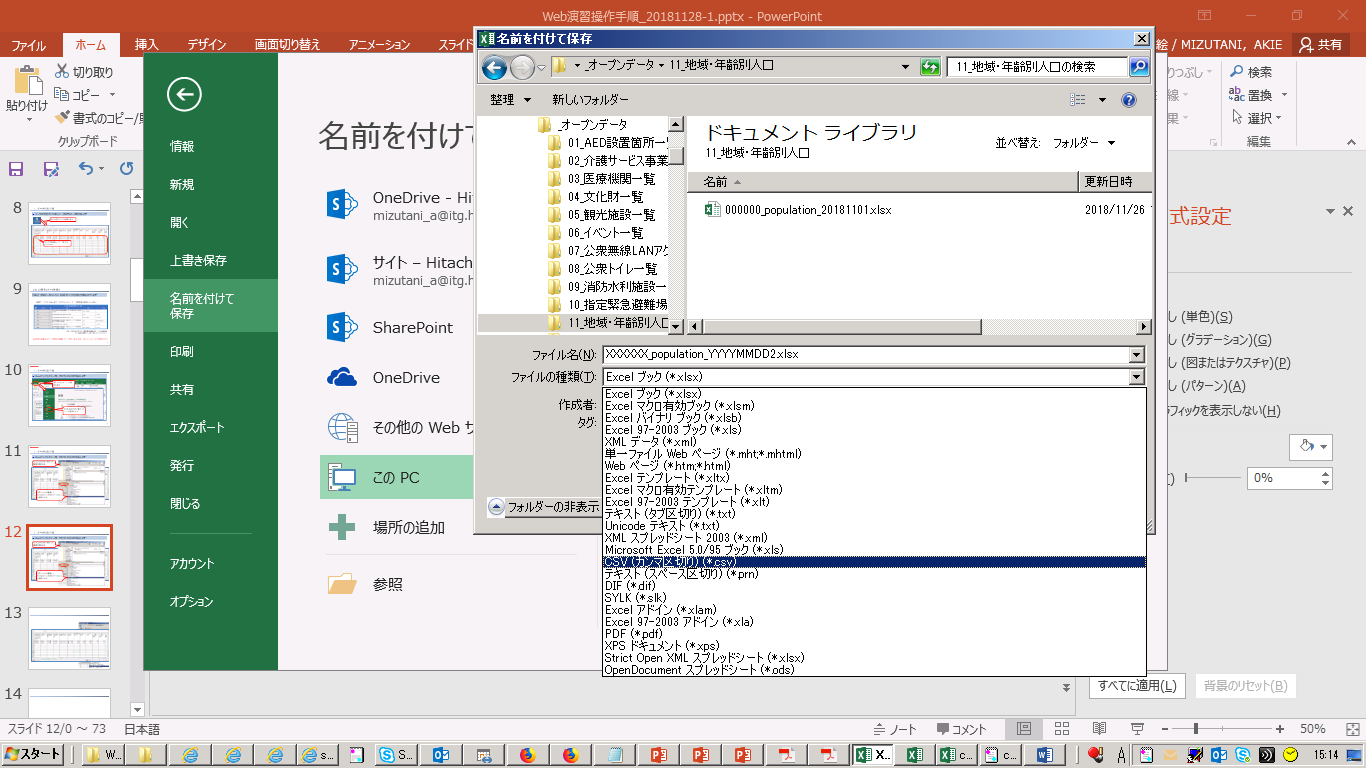 Web演習操作手順_20181128-1.pptx - PowerPoint
ファイル
ホーム
挿入
デザイン
画面切り替え
アニメーション
スライド
絵 / MIZUTANI, AKIE
共有
貼り付け
切り取り
コピー
書式のコピー/貼
クリップボード
りつぶし
線
果
検索
置換
選択
編集
名前を付けて保存
_オープンデータ
11_地域・年齢別人口
11_地域・年齢別人口の検索
整理
新しいフォルダー
_オープンデータ
01_AED設置箇所一
02_介護サービス事業
03_医療機関一覧
04_文化財一覧
05_観光施設一覧
06_イベント一覧
07_公衆無線LANアク
08_公衆トイレ一覧
09_消防水利施設一
10_指定緊急避難場
11_地域・年齢別人口
ドキュメント ライブラリ
11_地域・年齢別人口
並べ替え:
フォルダー
名前
更新日時
000000_population_20181101.xlsx
2018/11/26
ファイル名(N):
XXXXXX_population_YYYYMMDD2.xlsx
ファイルの種類(T):
Excel ブック (*.xlsx)
作成者:
タグ:
フォルダーの非表示
Excel ブック (*.xlsx)
Excel マクロ有効ブック (*.xlsm)
Excel バイナリ ブック (*.xlsb)
Excel 97-2003 ブック (*.xls)
XML データ (*.xml)
単一ファイル Web ページ (*.mht;*.mhtml)
Web ページ (*.htm;*.html)
Excel テンプレート (*.xltx)
Excel マクロ有効テンプレート (*.xltm)
Excel 97-2003 テンプレート (*.xlt)
テキスト (タブ区切り) (*.txt)
Unicode テキスト (*.txt)
XML スプレッドシート 2003 (*.xml)
Microsoft Excel 5.0/95 ブック (*.xls)
CSV (カンマ区切り) (*.csv)
テキスト (スペース区切り) (*.prn)
DIF (*.dif)
SYLK (*.slk)
Excel アドイン (*.xlam)
Excel 97-2003 アドイン (*.xla)
PDF (*.pdf)
XPS ドキュメント (*.xps)
Strict Open XML スプレッドシート (*.xlsx)
OpenDocument スプレッドシート (*.ods)
情報
新規
開く
上書き保存
名前を付けて
保存
印刷
共有
エクスポート
発行
閉じる
アカウント
オプション
名前を付けて
OneDrive - Hit
mizutani_a@itg.h
サイト - Hitach
mizutani_a@itg.h
SharePoint
OneDrive
その他の Web サ
この PC
場所の追加
参照
8
9
10
11
12
13
14
式設定
し (単色)(S)
し (グラデーション)(G)
し (図またはテクスチャ)(P)
し (パターン)(A)
ラフィックを表示しない(H)
0%
すべてに適用(L)
背景のリセット(B)
スライド 12/0 ～ 73
日本語
ノート
コメント
50%
スタート
W...
s...
S...
X...
c...
c...
15:14